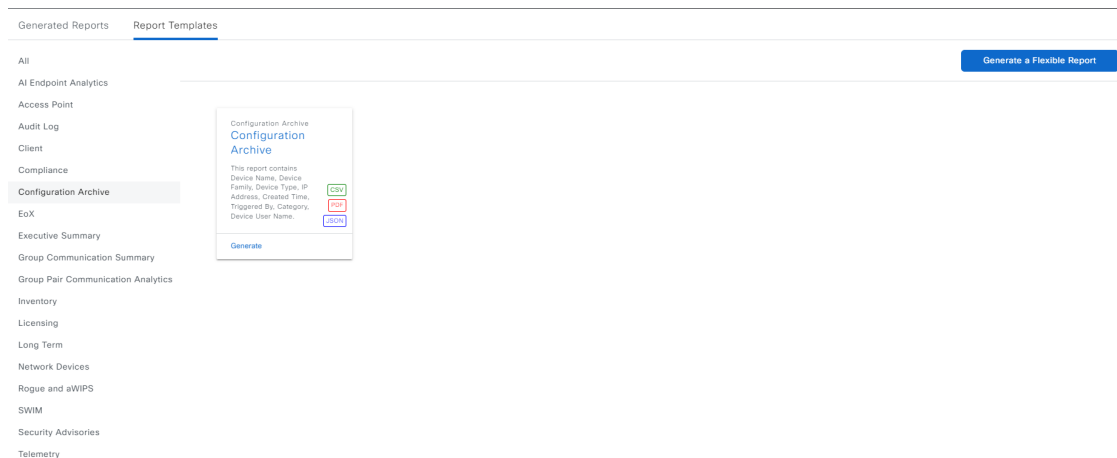 Generated Reports
Report Templates
All
AI Endpoint Analytics
Access Point
Audit Log
Client
Compliance
Configuration Archive
EoX
Executive Summary
Group Communication Summary
Group Pair Communication Analytics
Inventory
Licensing
Long Term
Network Devices
Rogue and aWIPS
SWIM
Security Advisories
Telemetry
Generate a Flexible Report
Configuration Archive
Configuration
Archive
This report contains
Device Name, Device
Family, Device Type, IP
Address, Created Time,
Triggered By, Category,
Device User Name.
CSV
PDF
JSON
Generate